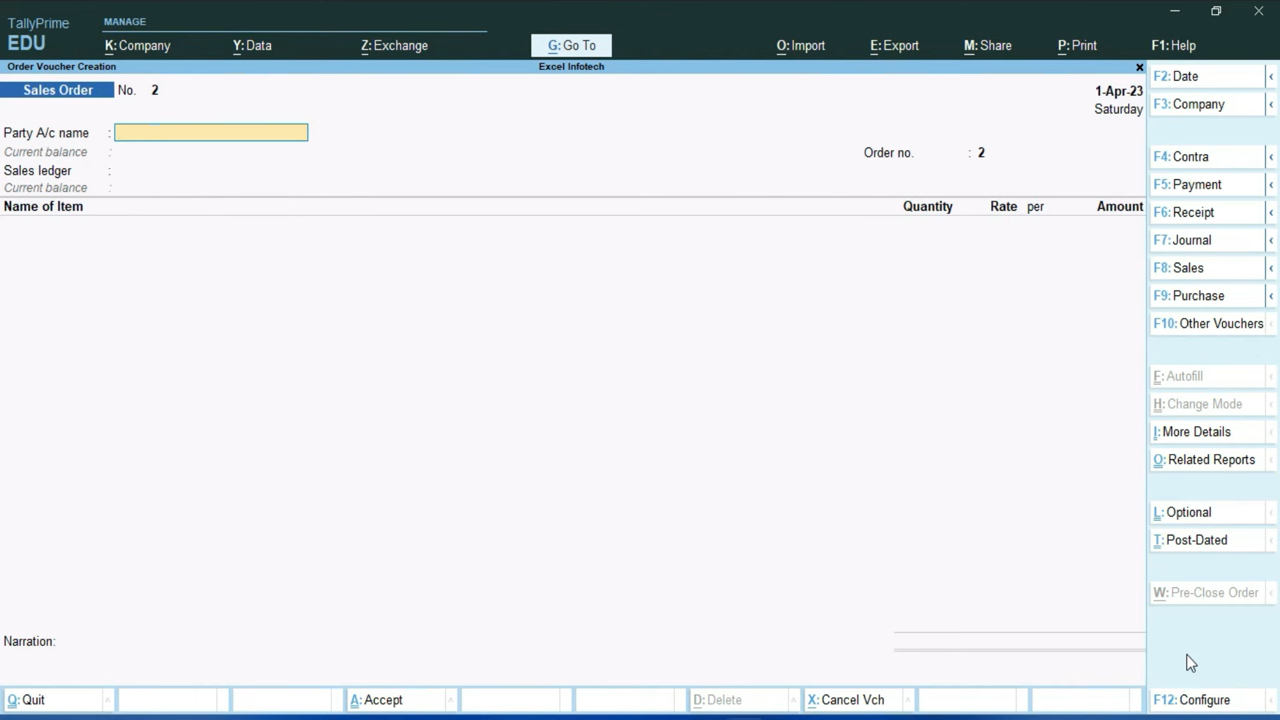 TallyPrime
EDU
MANAGE
K: Company
Y: Data
Z: Exchange
G: Go To
O: Import
E: Export
M: Share
P: Print
F1: Help
Order Voucher Creation
Excel Infotech
x
Sales Order No. 2
1-Apr-23
Saturday
Party A/c name :
Current balance :
Order no. : 2
Sales ledger :
Current balance :
Name of Item Quantity Rate per Amount
Narration:
F2: Date
F3: Company
F4: Contra
F5: Payment
F6: Receipt
F7: Journal
F8: Sales
F9: Purchase
F10: Other Vouchers
F: Autofill
H: Change Mode
I: More Details
O: Related Reports
L: Optional
T: Post-Dated
W: Pre-Close Order
F12: Configure
Q: Quit
A: Accept
D: Delete
X: Cancel Vch